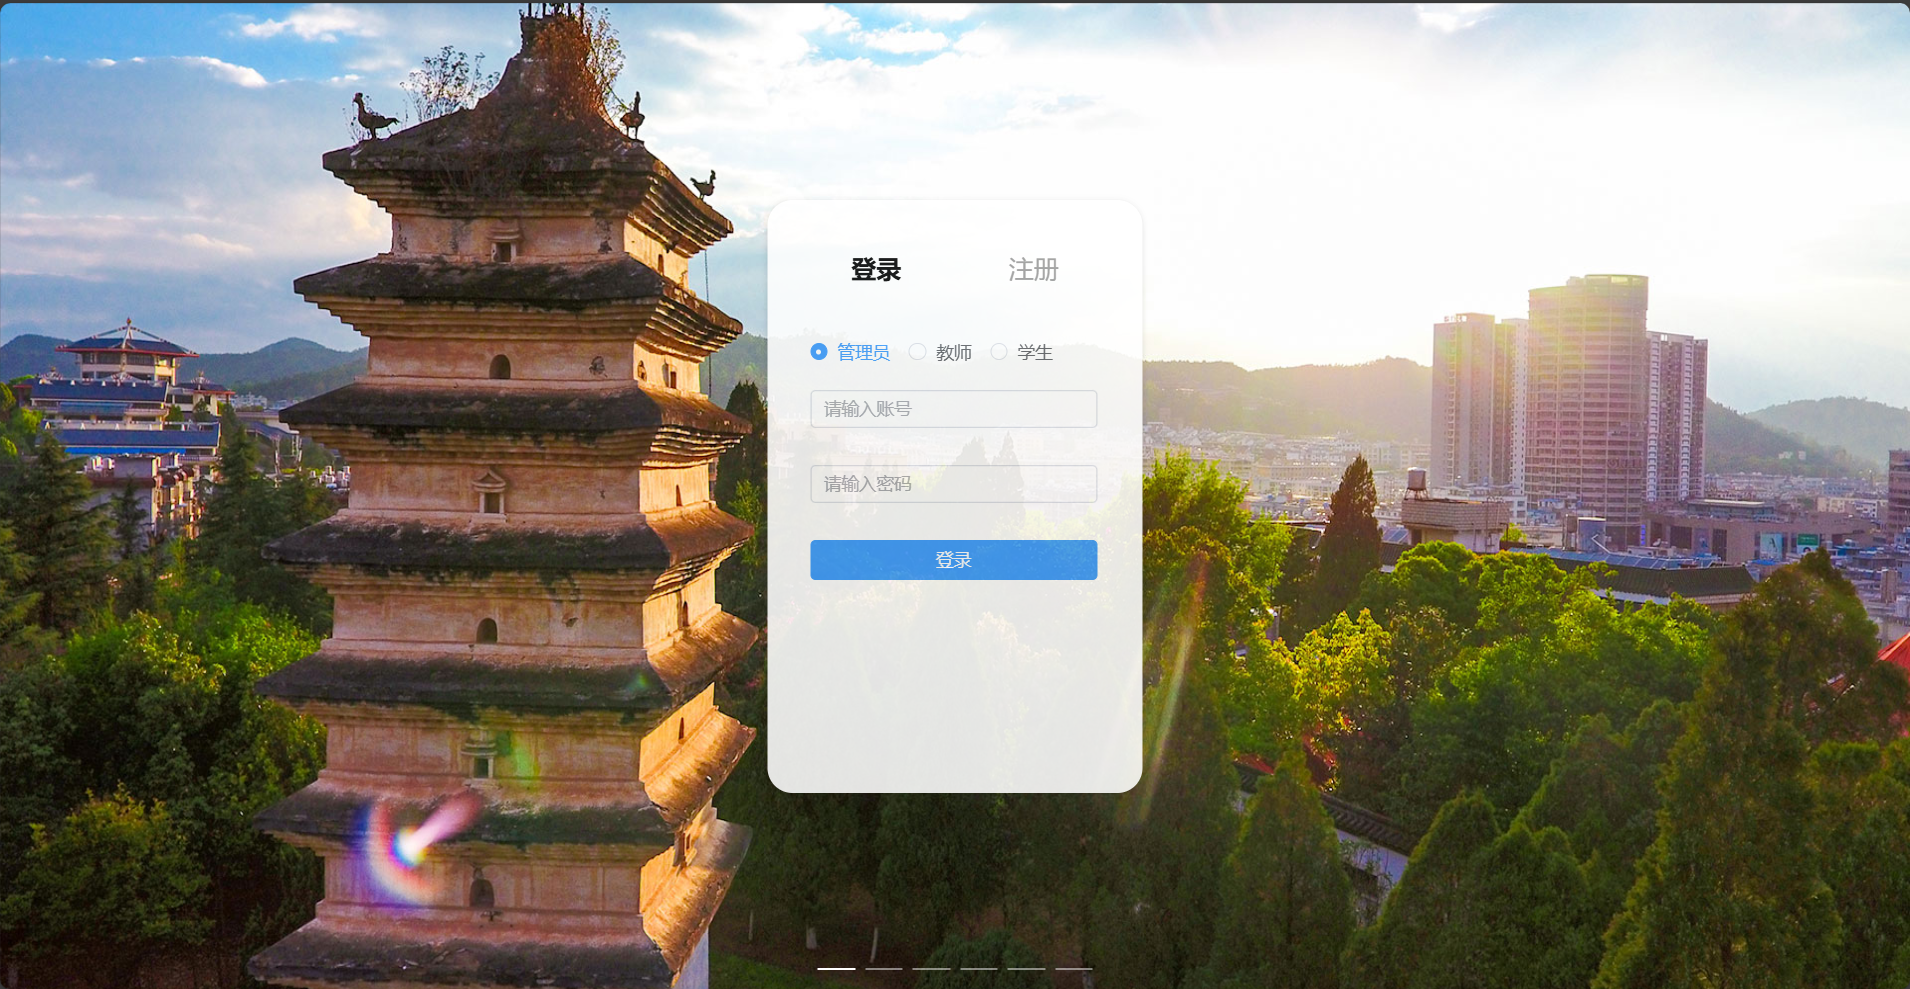 登录 注册
管理员 教师 学生
请输入账号
请输入密码
登录